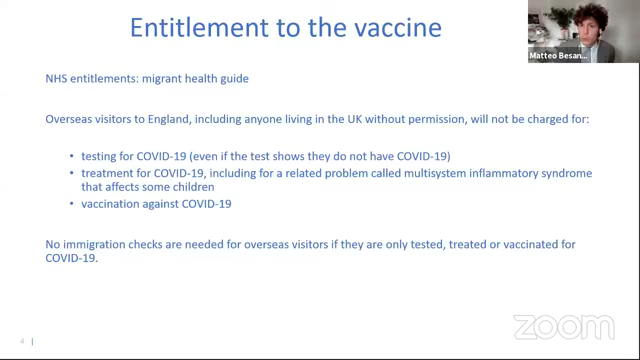 Entitlement to the vaccine
Matteo Besan...
NHS entitlements: migrant health guide
Overseas visitors to England, including anyone living in the UK without permission, will not be charged for:
• testing for COVID-19 (even if the test shows they do not have COVID-19)
• treatment for COVID-19, including for a related problem called multisystem inflammatory syndrome
that affects some children
• vaccination against COVID-19
No immigration checks are needed for overseas visitors if they are only tested, treated or vaccinated for
COVID-19.
4 |
zoom